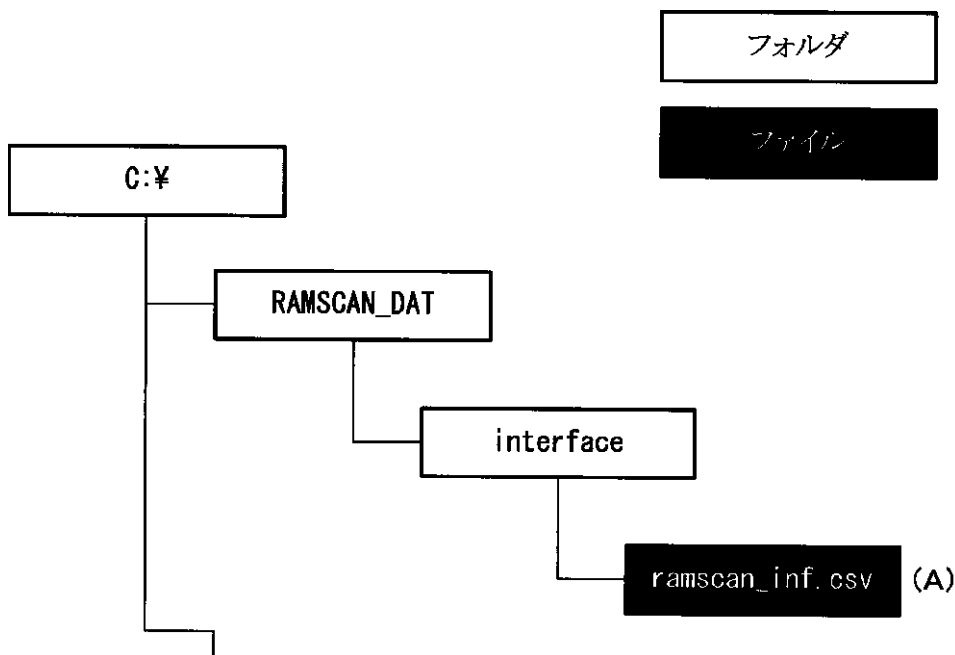 フォルダ
ファイル
C:¥
RAMSCAN_DAT
interface
ramscan_inf.csv (A)